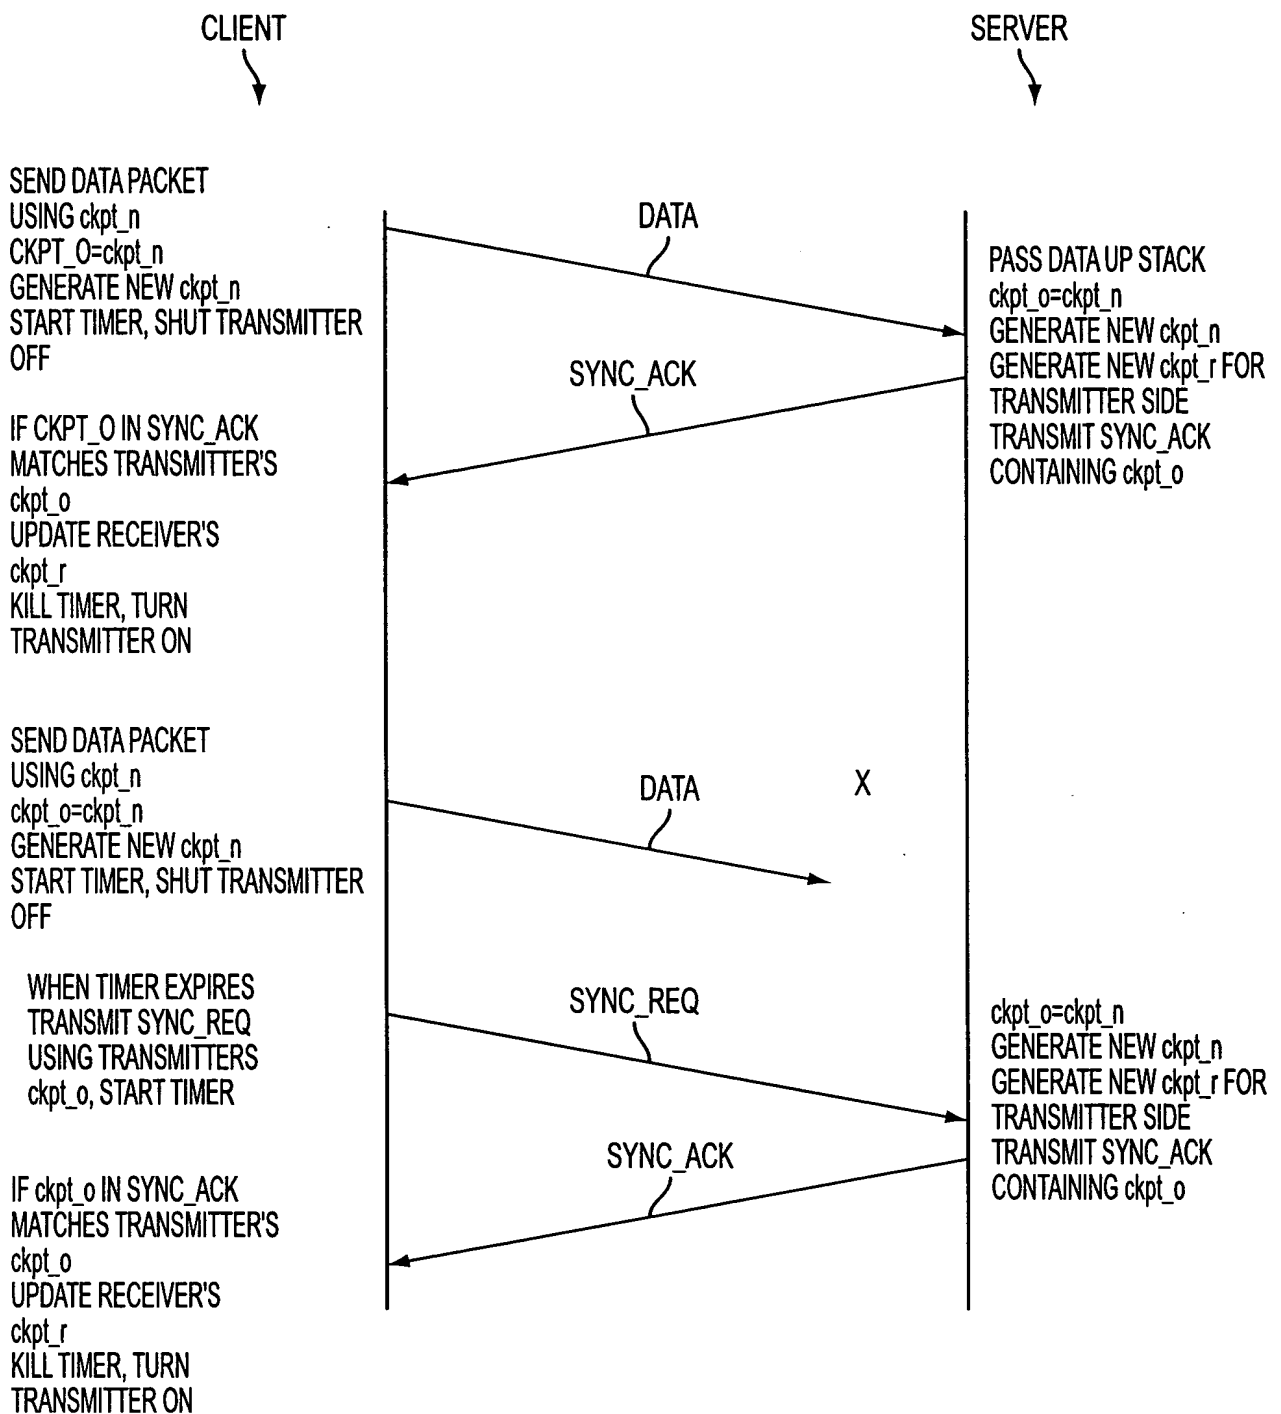 CLIENT
SERVER
SEND DATA PACKET
USING ckpt_n
CKPT_O=ckpt_n
GENERATE NEW ckpt_n
START TIMER, SHUT TRANSMITTER
OFF
DATA
PASS DATA UP STACK
ckpt_o=ckpt_n
GENERATE NEW ckpt_n
GENERATE NEW ckpt_r FOR
TRANSMITTER SIDE
TRANSMIT SYNC_ACK
CONTAINING ckpt_o
SYNC_ACK
IF CKPT_O IN SYNC_ACK
MATCHES TRANSMITTER'S
ckpt_o
UPDATE RECEIVER'S
ckpt_r
KILL TIMER, TURN
TRANSMITTER ON
SEND DATA PACKET
USING ckpt_n
ckpt_o=ckpt_n
GENERATE NEW ckpt_n
START TIMER, SHUT TRANSMITTER
OFF
DATA
X
WHEN TIMER EXPIRES
TRANSMIT SYNC_REQ
USING TRANSMITTERS
ckpt_o, START TIMER
SYNC_REQ
ckpt_o=ckpt_n
GENERATE NEW ckpt_n
GENERATE NEW ckpt_r FOR
TRANSMITTER SIDE
TRANSMIT SYNC_ACK
CONTAINING ckpt_o
SYNC_ACK
IF ckpt_o IN SYNC_ACK
MATCHES TRANSMITTER'S
ckpt_o
UPDATE RECEIVER'S
ckpt_r
KILL TIMER, TURN
TRANSMITTER ON